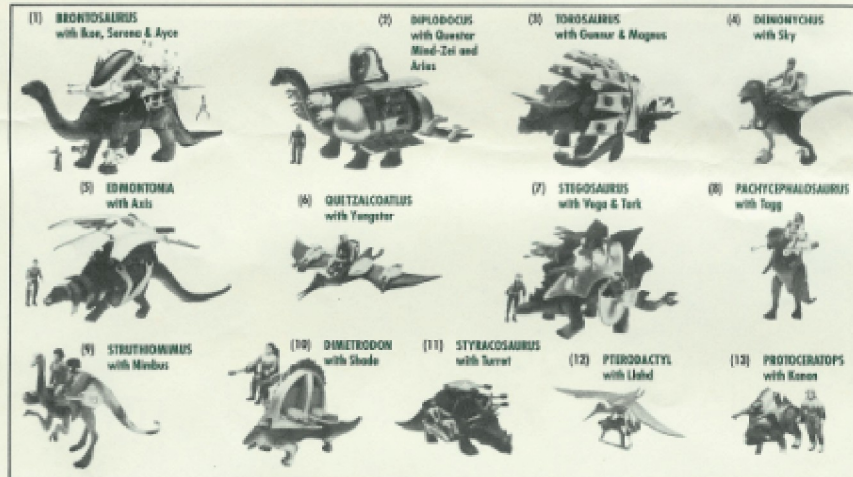 (1) BRONTOSAURUS
with Ikon, Serena & Ayce
(2) DIPLODOCUS
with Questar
Mind-Zei and
Aries
(3) TOROSAURUS
with Gunnur & Magnus
(4) DEINONYCHUS
with Sky
(5) EDMONTONIA
with Axis
(6) QUETZALCOATLUS
with Yungstar
(7) STEGOSAURUS
with Vega & Tark
(8) PACHYCEPHALOSAURUS
with Tagg
(9) STRUTHIOMIMUS
with Nimbus
(10) DIMETRODON
with Shade
(11) STYRACOSAURUS
with Turret
(12) PTERODACTYL
with Llahd
(13) PROTOCERATOPS
with Kanon